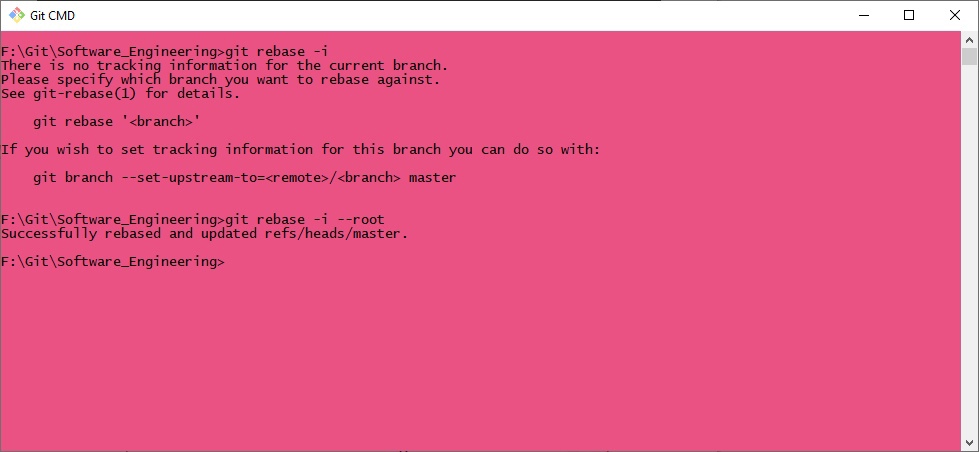 Git CMD
F:\Git\Software_Engineering>git rebase -i
There is no tracking information for the current branch.
Please specify which branch you want to rebase against.
See git-rebase(1) for details.
git rebase '<branch>'
If you wish to set tracking information for this branch you can do so with:
git branch --set-upstream-to=<remote>/<branch> master
F:\Git\Software_Engineering>git rebase -i --root
Successfully rebased and updated refs/heads/master.
F:\Git\Software_Engineering>